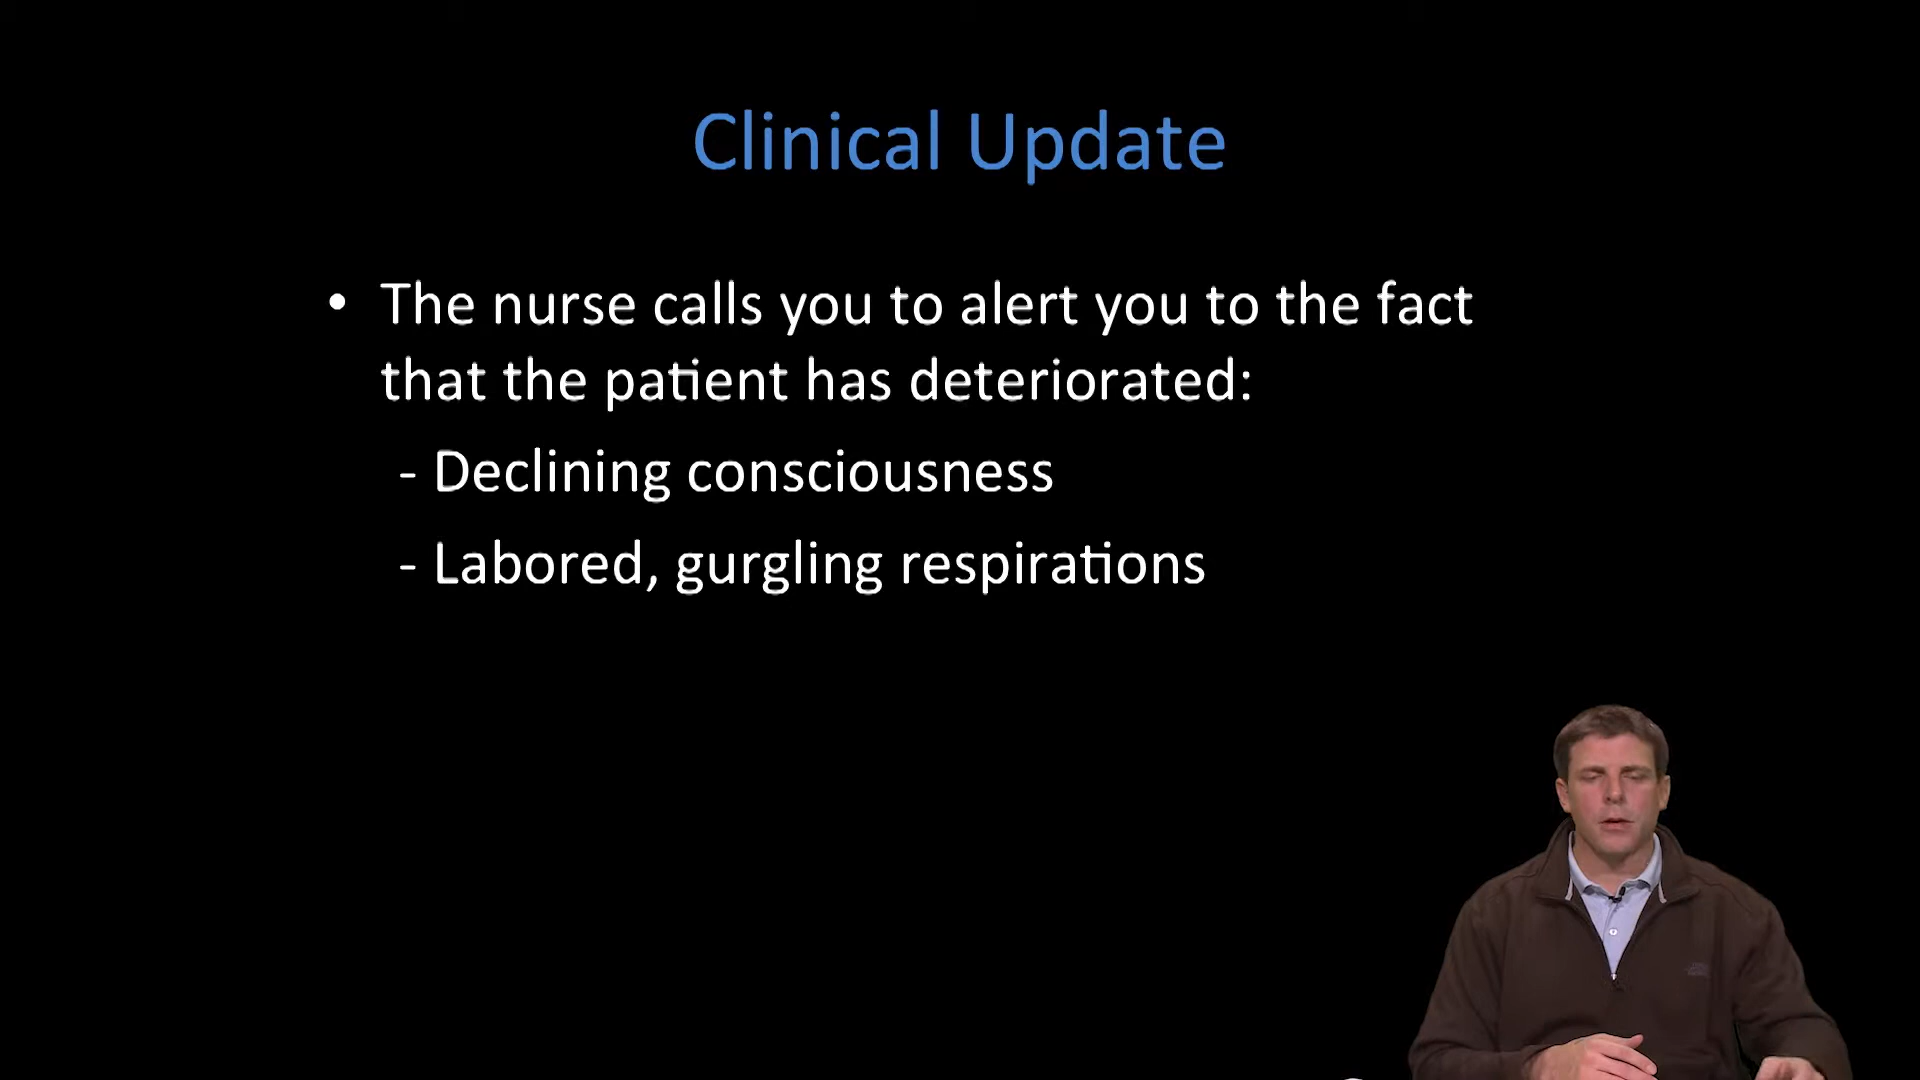 Clinical Update
• The nurse calls you to alert you to the fact
that the patient has deteriorated:
- Declining consciousness
- Labored, gurgling respirations